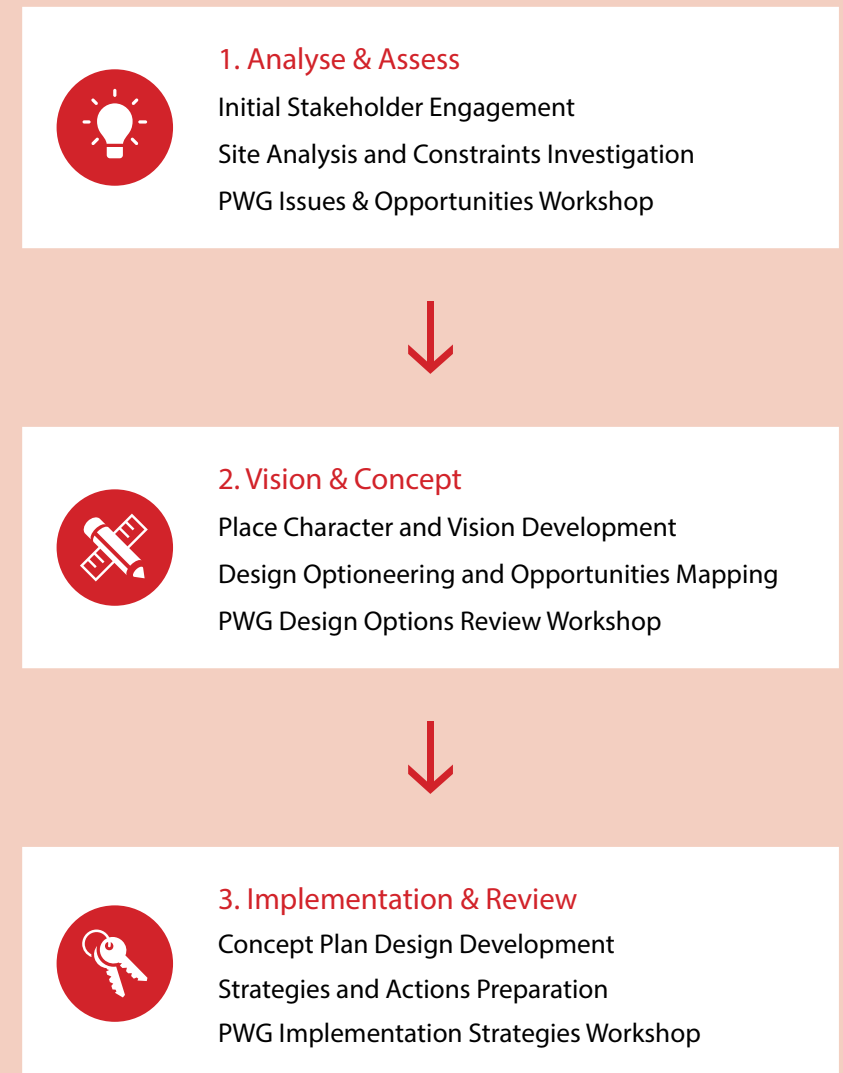 1. Analyse & Assess
Initial Stakeholder Engagement
Site Analysis and Constraints Investigation
PWG Issues & Opportunities Workshop
2. Vision & Concept
Place Character and Vision Development
Design Optioneering and Opportunities Mapping
PWG Design Options Review Workshop
3. Implementation & Review
Concept Plan Design Development
Strategies and Actions Preparation
PWG Implementation Strategies Workshop